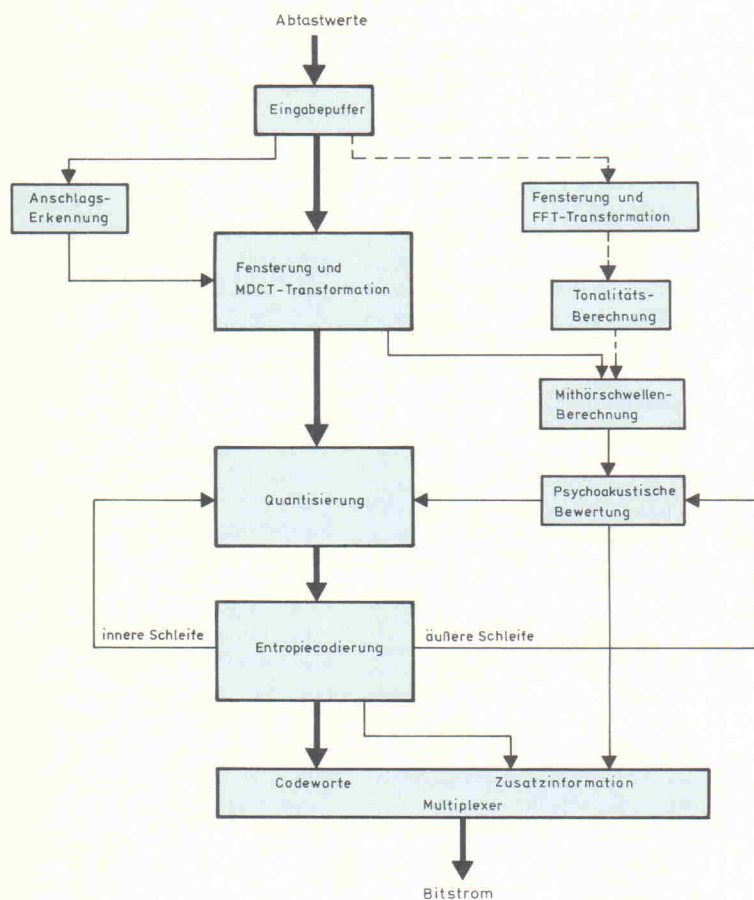 Abtastwerte
Eingabepuffer
Anschlags-
Erkennung
Fensterung und
FFT-Transformation
Fensterung und
MDCT-Transformation
Tonalitäts-
Berechnung
Mithörschwellen-
Berechnung
Quantisierung
Psychoakustische
Bewertung
innere Schleife
Entropiecodierung
äußere Schleife
Codeworte
Zusatzinformation
Multiplexer
Bitstrom